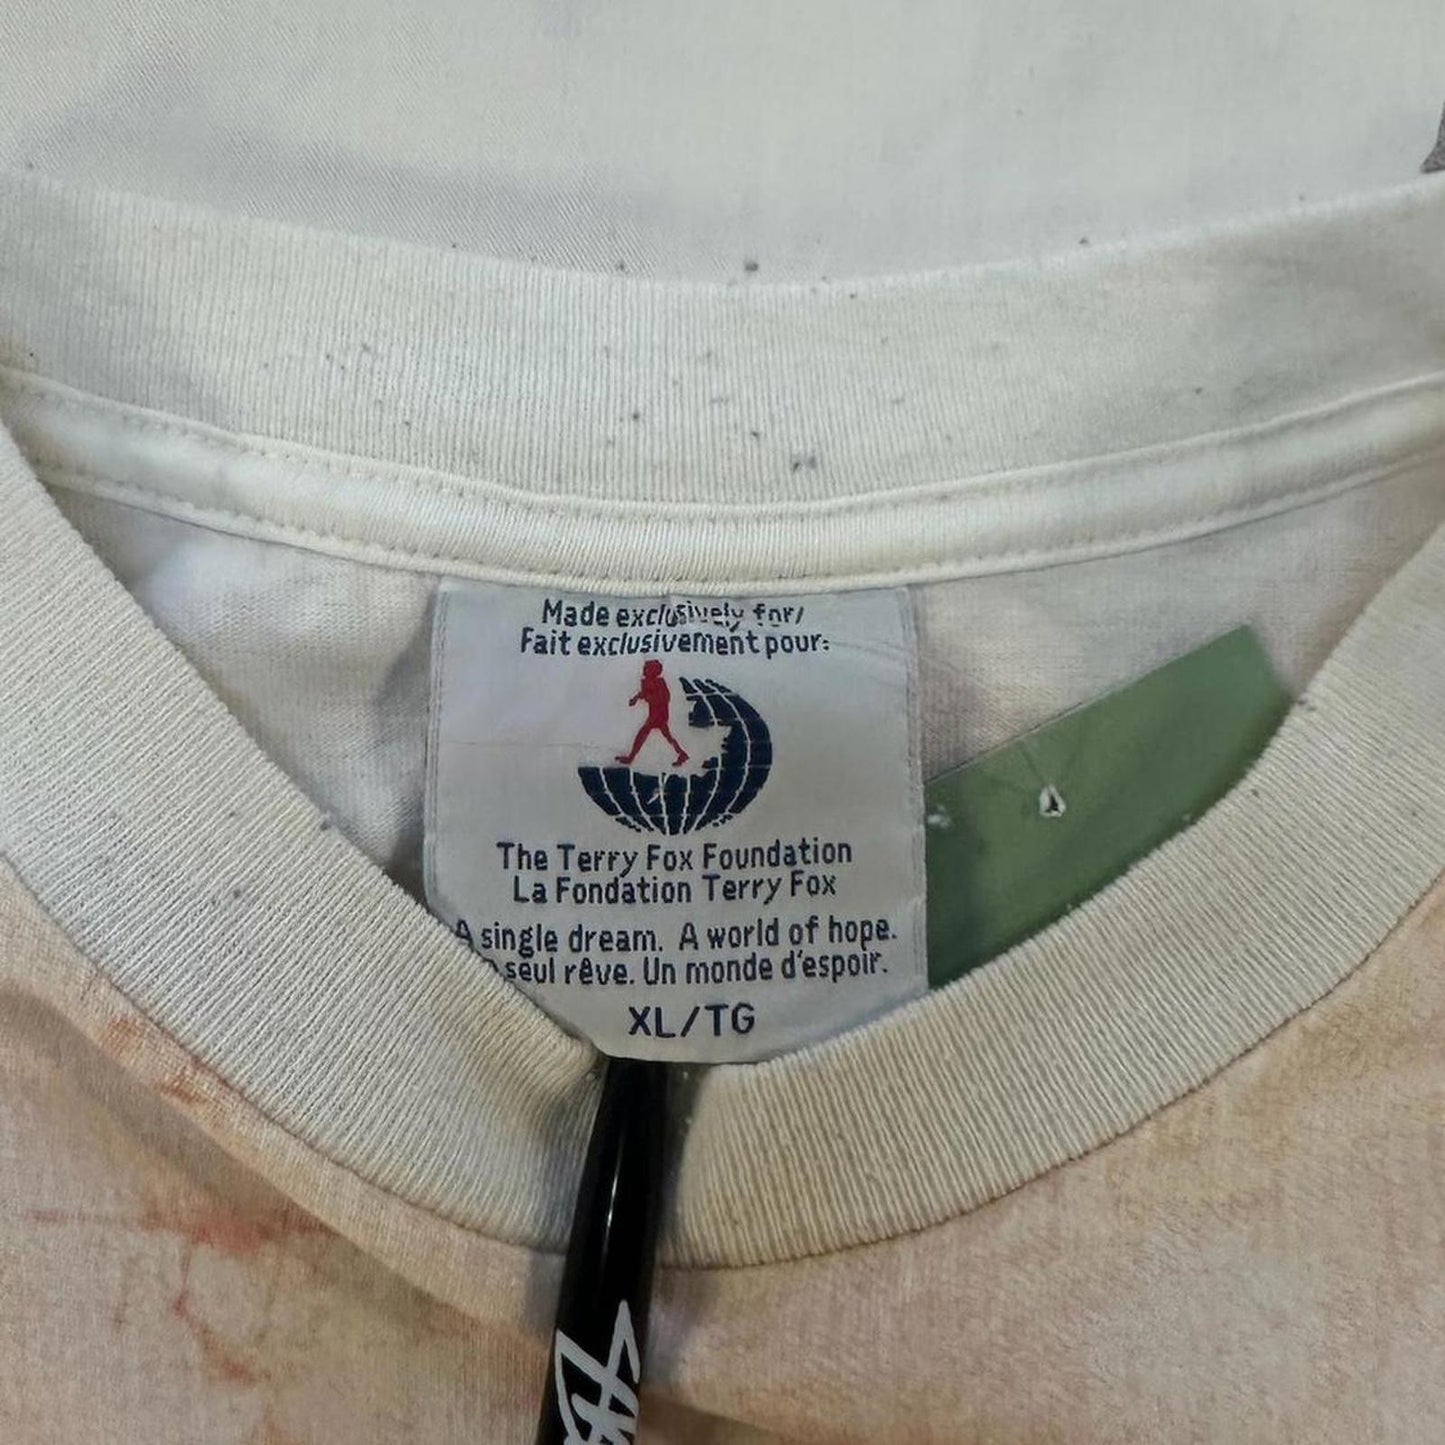 Made exclusively for/
Fait exclusivement pour:
The Terry Fox Foundation
La Fondation Terry Fox
A single dream. A world of hope.
seul rêve. Un monde d'espoir.
XL/TG